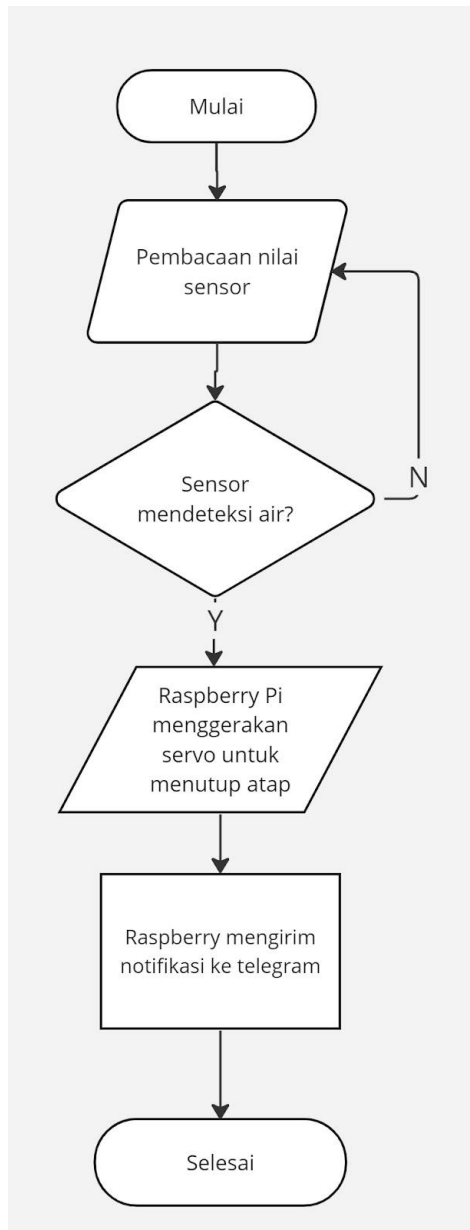 Mulai
Pembacaan nilai
sensor
Sensor
mendeteksi air?
N
Y
Raspberry Pi
menggerakan
servo untuk
menutup atap
Raspberry mengirim
notifikasi ke telegram
Selesai